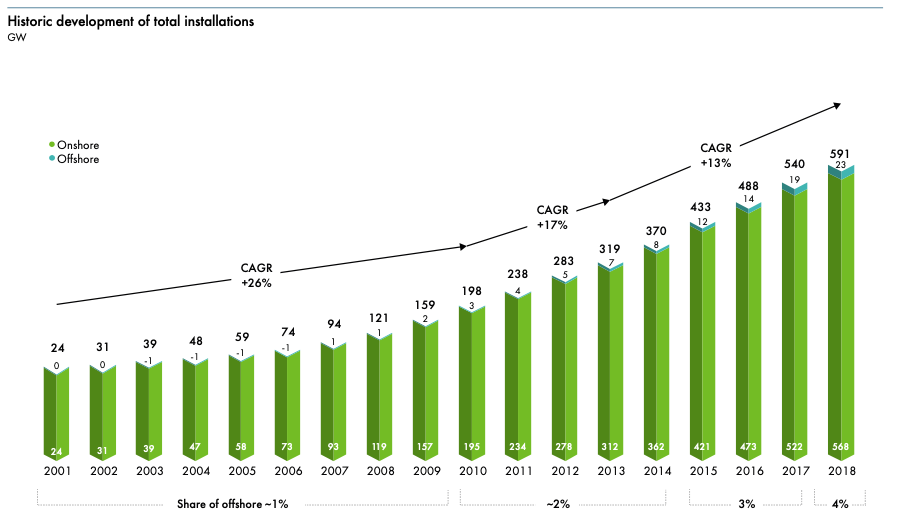 Historic development of total installations
GW
Onshore
Offshore
CAGR
+26%
CAGR
+17%
CAGR
+13%
24 31 39 48 59 74 94 121 159 198 238 283 319 370 433 488 540 591
0 0 -1 -1 -1 -1 1 1 2 3 4 5 7 8 12 14 19 23
24 31 39 47 58 73 93 119 157 195 234 278 312 362 421 473 522 568
2001 2002 2003 2004 2005 2006 2007 2008 2009 2010 2011 2012 2013 2014 2015 2016 2017 2018
Share of offshore ~1% ~2% 3% 4%